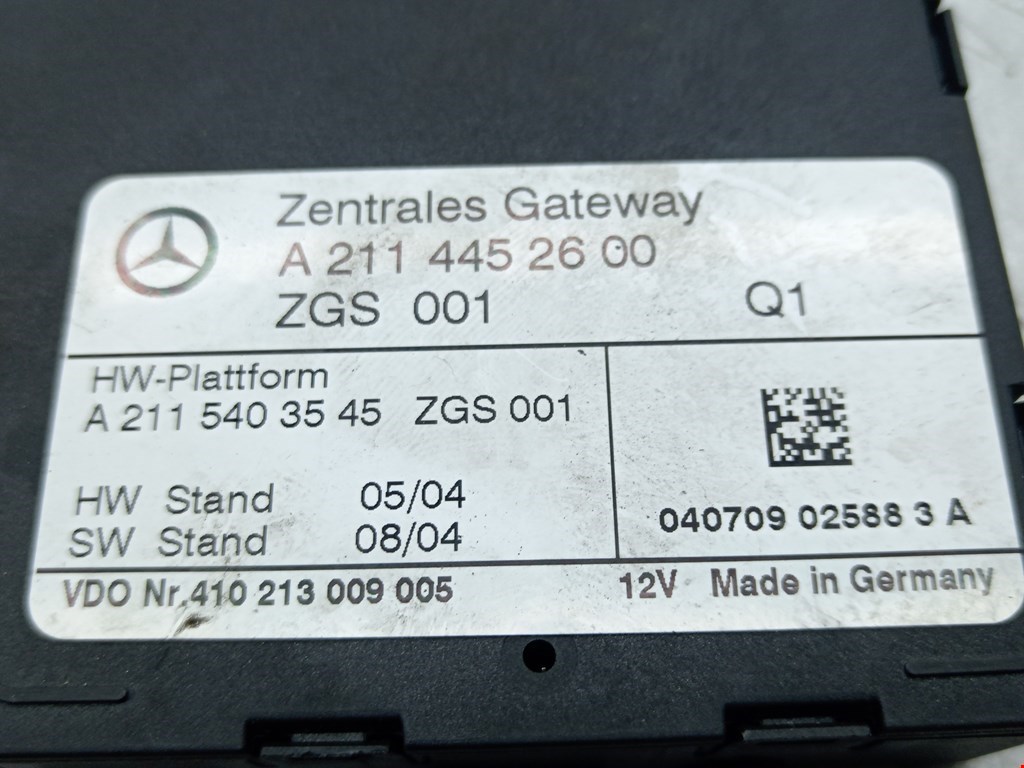 Zentrales Gateway
A 211 445 26 00
ZGS 001 Q1
HW-Plattform
A 211 540 35 45 ZGS 001
HW Stand 05/04
SW Stand 08/04
040709 02588 3 A
VDO Nr.410 213 009 005 12V Made in Germany